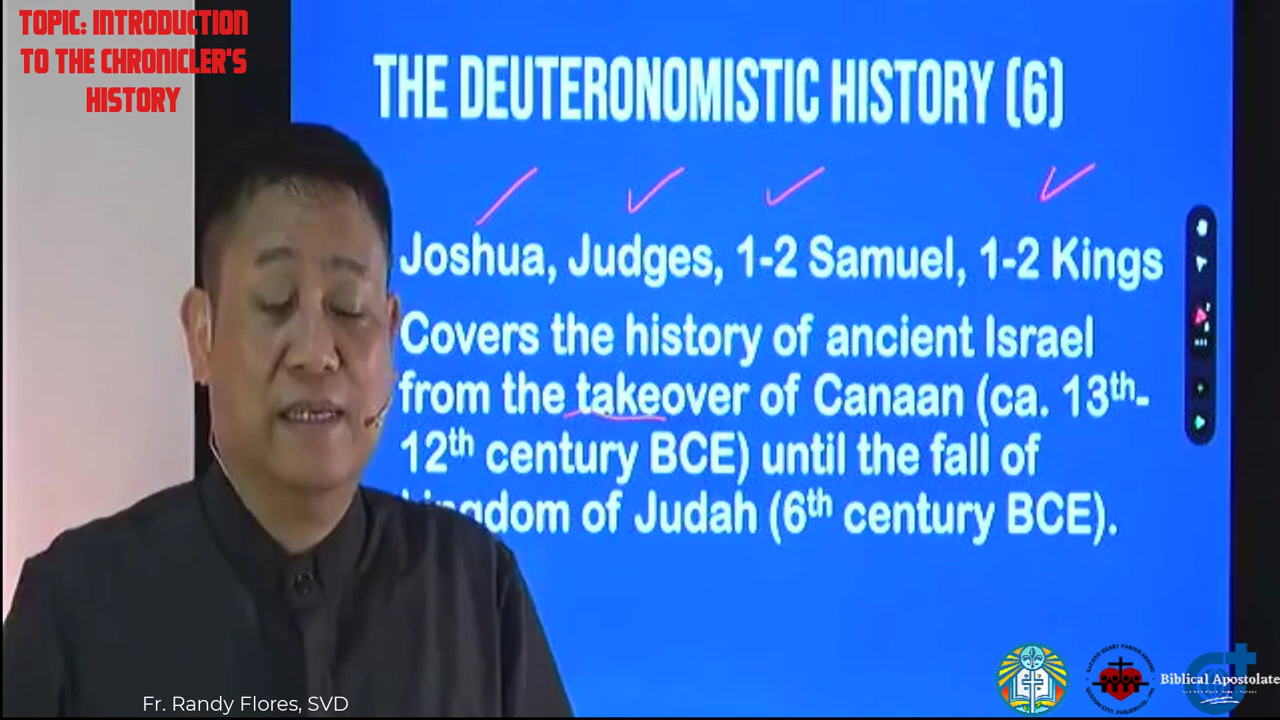 TOPIC: INTRODUCTION
TO THE CHRONICLER'S
HISTORY
THE DEUTERONOMISTIC HISTORY (6)
Joshua, Judges, 1-2 Samuel, 1-2 Kings
Covers the history of ancient Israel
from the takeover of Canaan (ca. 13th-
12th century BCE) until the fall of
kingdom of Judah (6th century BCE).
Fr. Randy Flores, SVD
Biblical Apostolate